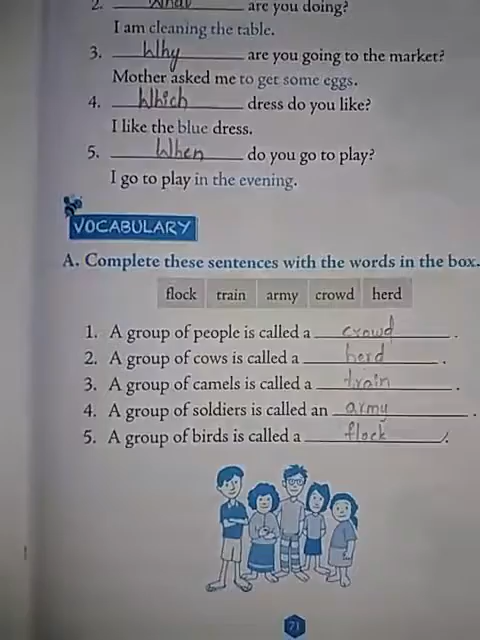 2. What are you doing?
I am cleaning the table.
3. Why are you going to the market?
Mother asked me to get some eggs.
4. Which dress do you like?
I like the blue dress.
5. When do you go to play?
I go to play in the evening.
VOCABULARY
A. Complete these sentences with the words in the box.
flock train army crowd herd
1. A group of people is called a crowd.
2. A group of cows is called a herd.
3. A group of camels is called a train.
4. A group of soldiers is called an army.
5. A group of birds is called a flock.
71